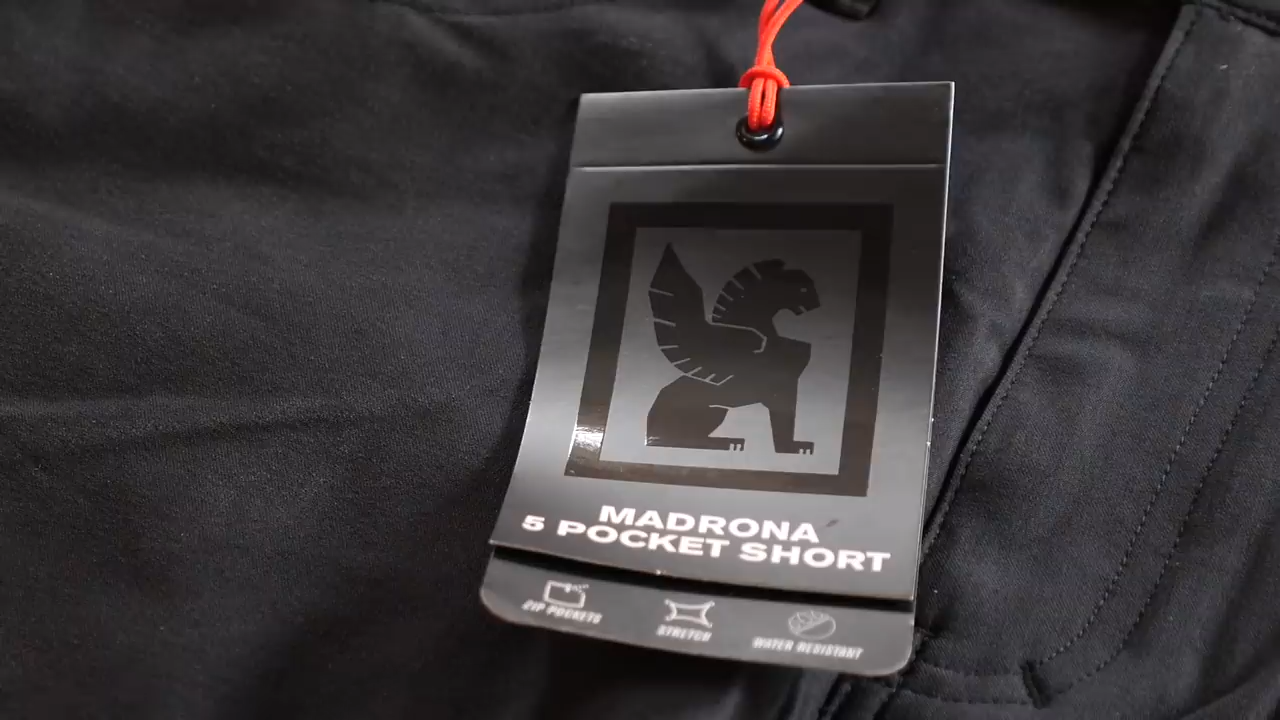 MADRONA
5 POCKET SHORT
ZIP POCKETS
STRETCH
WATER RESISTANT